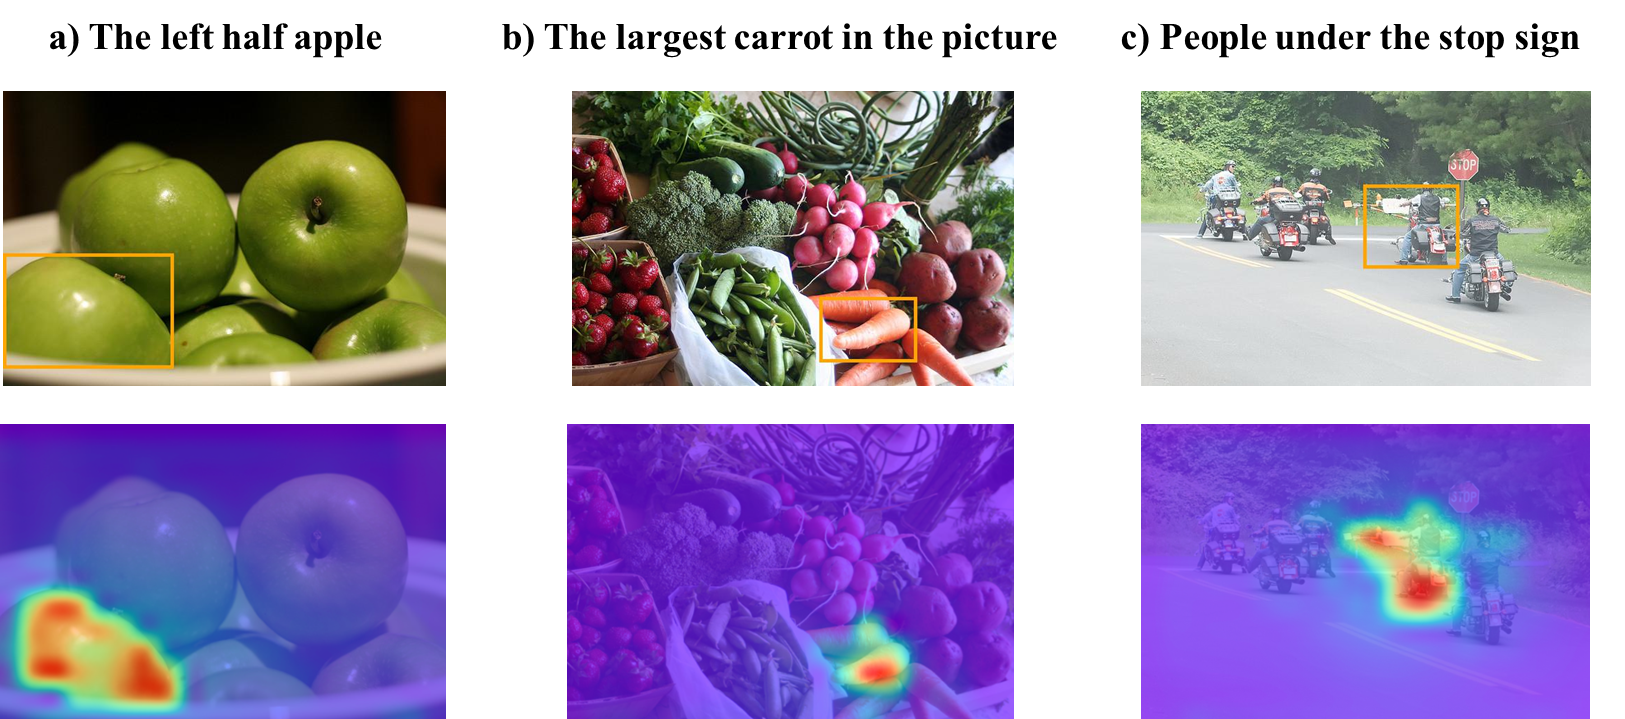 a) The left half apple
b) The largest carrot in the picture
c) People under the stop sign
STOP
STOP